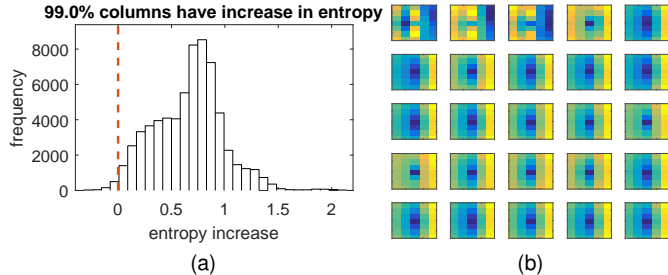 99.0% columns have increase in entropy
8000
6000
4000
2000
0
frequency
0 0.5 1 1.5 2
entropy increase
(a)
(b)